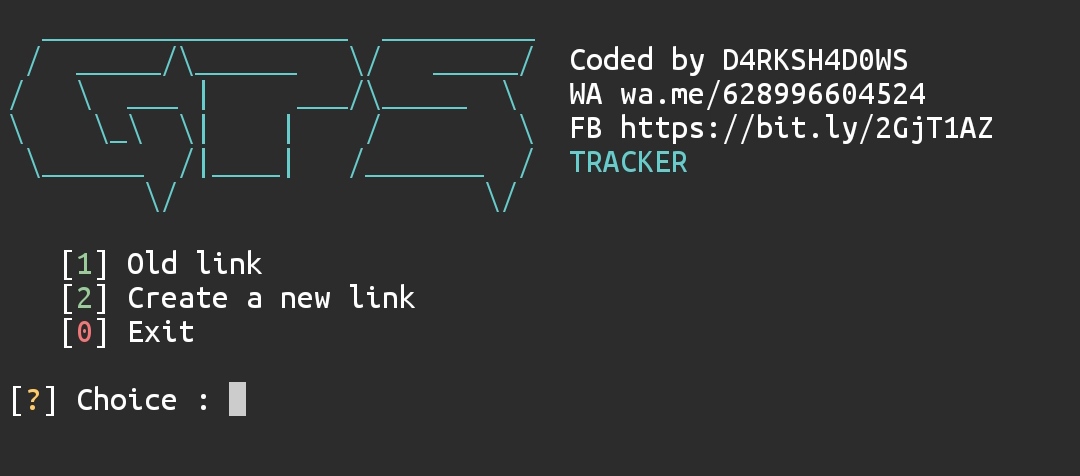 GPS
Coded by D4RKSH4D0WS
WA wa.me/628996604524
FB https://bit.ly/2GjT1AZ
TRACKER
[1] Old link
[2] Create a new link
[0] Exit
[?] Choice :